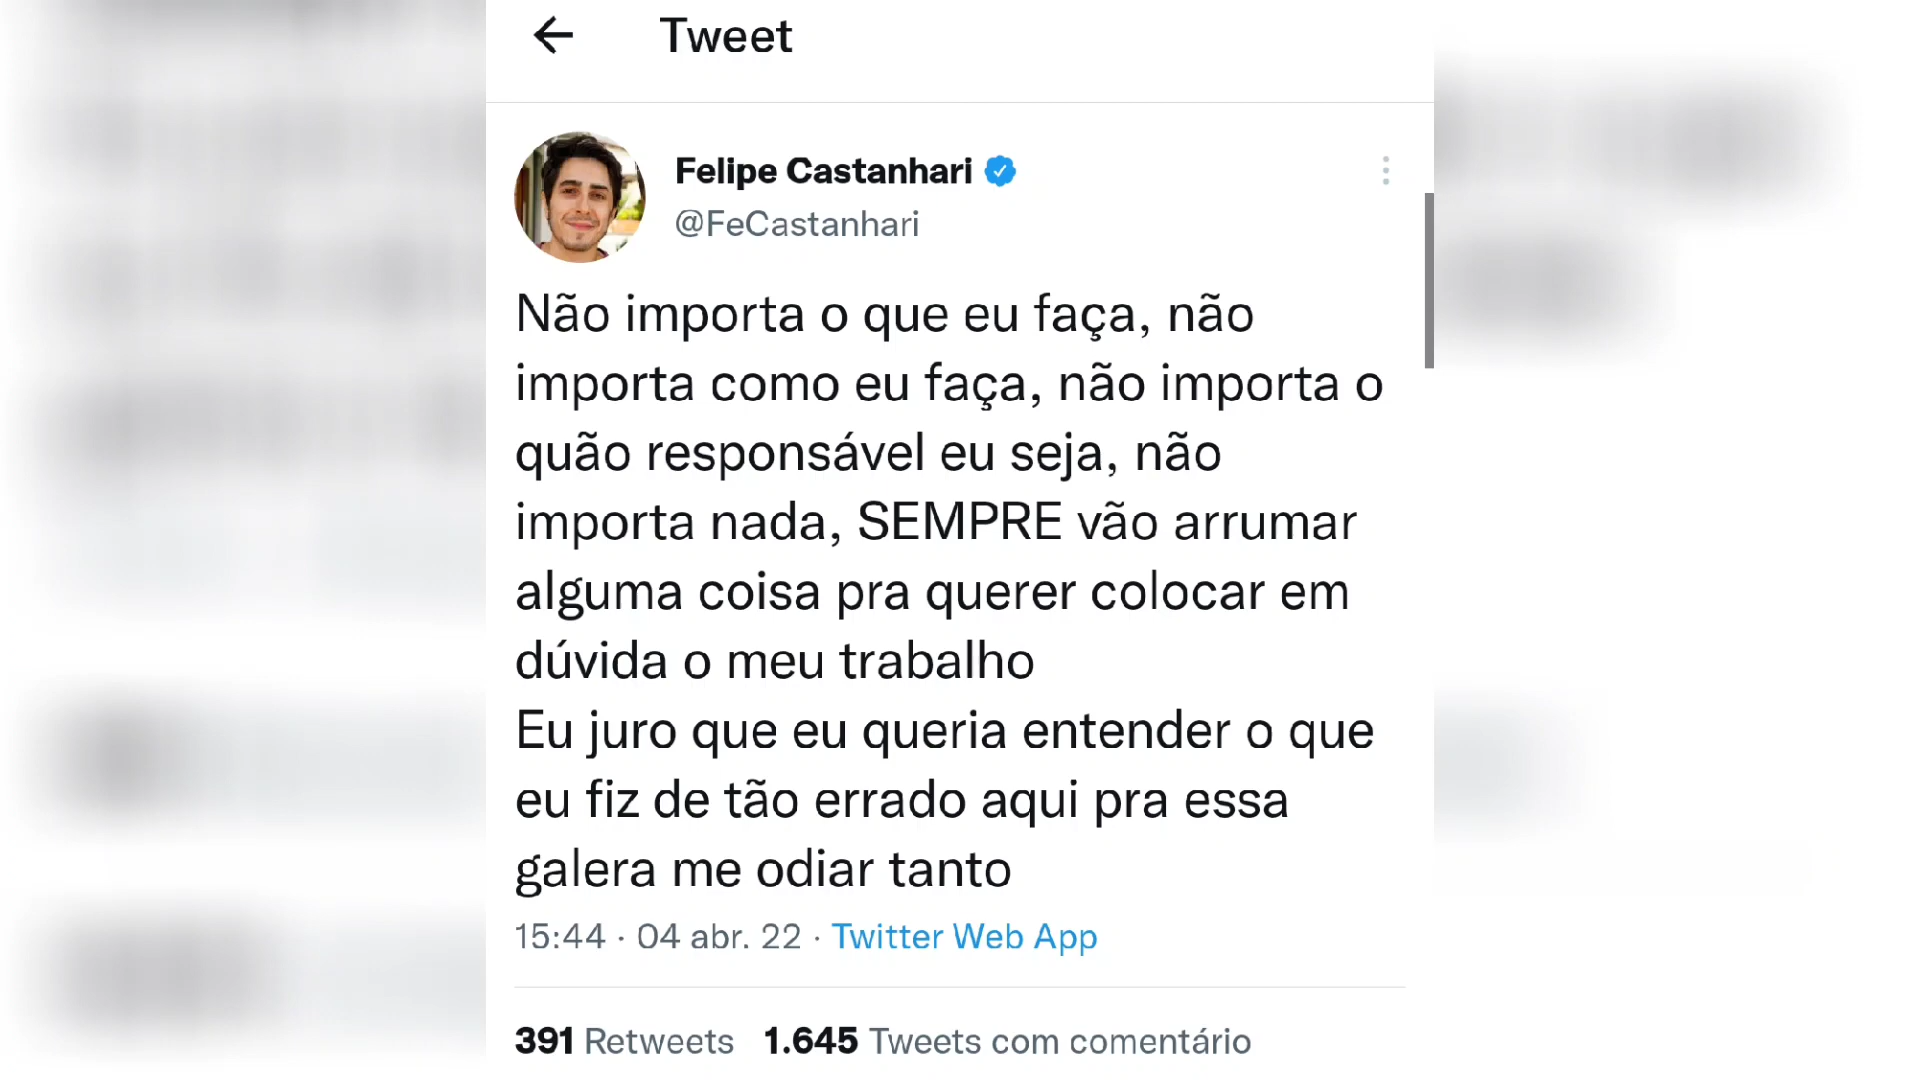 Tweet
Felipe Castanhari
@FeCastanhari
Não importa o que eu faça, não
importa como eu faça, não importa o
quão responsável eu seja, não
importa nada, SEMPRE vão arrumar
alguma coisa pra querer colocar em
dúvida o meu trabalho
Eu juro que eu queria entender o que
eu fiz de tão errado aqui pra essa
galera me odiar tanto
15:44 · 04 abr. 22 · Twitter Web App
391 Retweets 1.645 Tweets com comentário